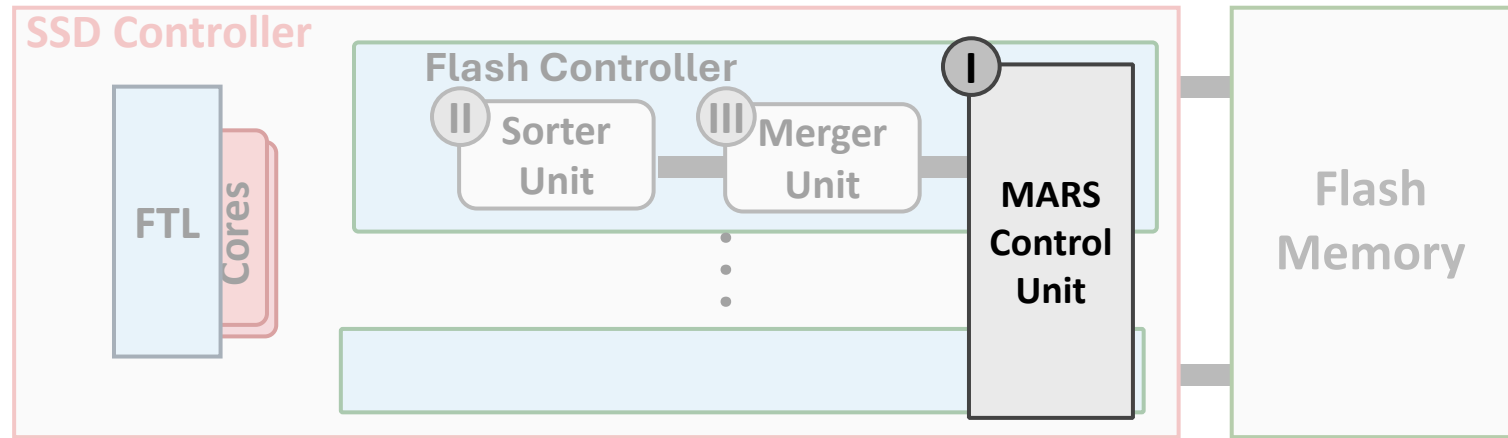 SSD Controller
Flash Controller
I
II
Sorter
Unit
III
Merger
Unit
MARS
Control
Unit
FTL
Cores
Flash
Memory